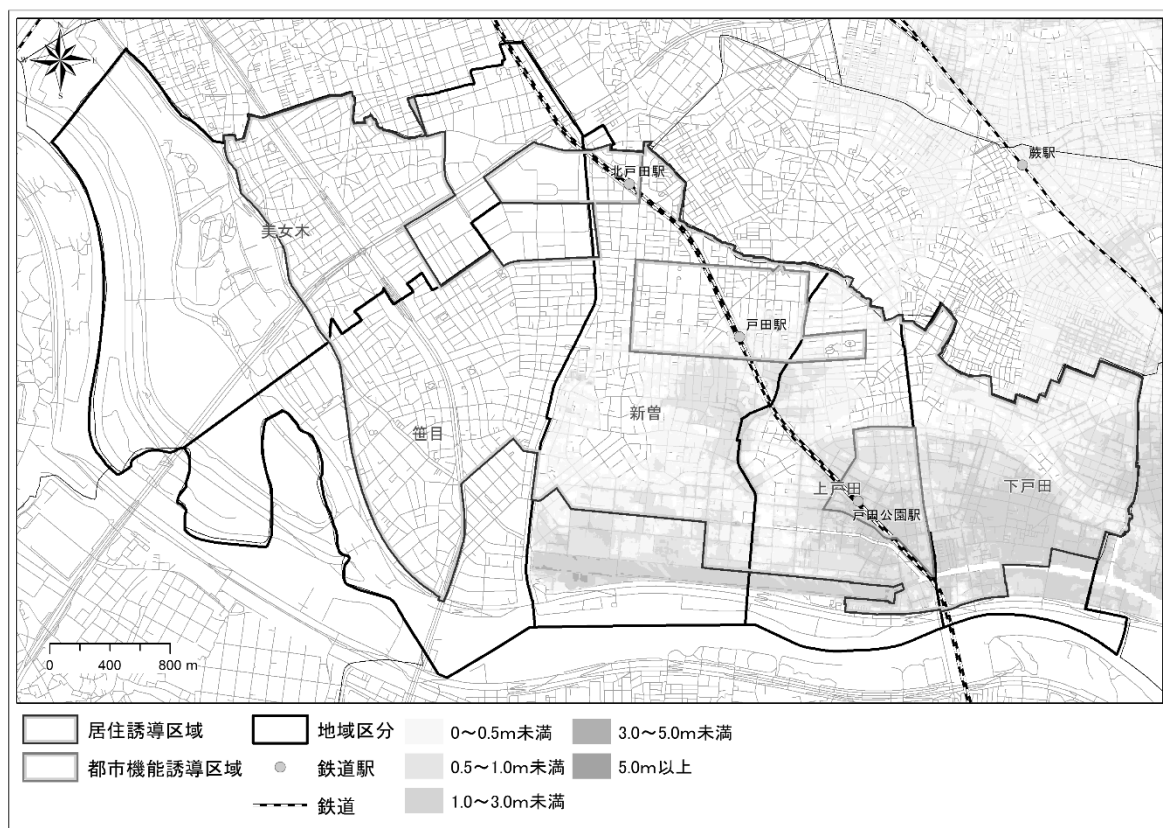 N
E
S
W
北戸田駅
蕨駅
美女木
戸田駅
新曽
笹目
上戸田
下戸田
戸田公園駅
0 400 800 m
居住誘導区域
地域区分
0～0.5m未満
3.0～5.0m未満
都市機能誘導区域
鉄道駅
0.5～1.0m未満
5.0m以上
鉄道
1.0～3.0m未満